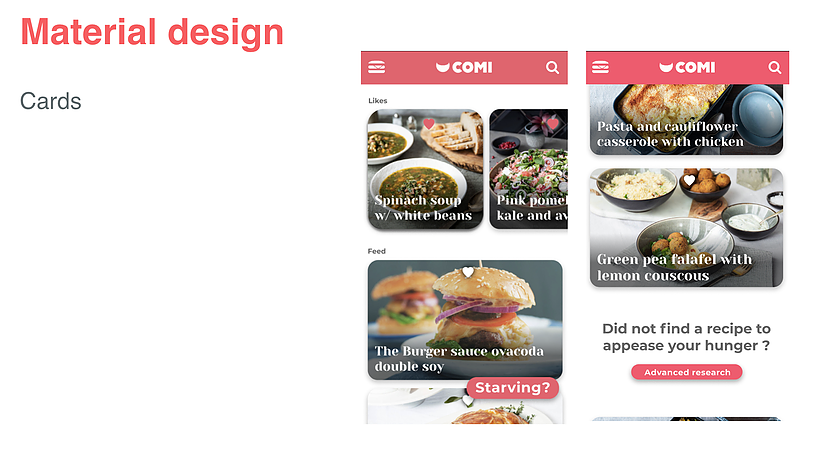 Material design
Cards
COMI
Likes
Spinach soup
w/ white beans
Pink pomel
kale and av
Feed
The Burger sauce ovacoda
double soy
Starving?
COMI
Pasta and cauliflower
casserole with chicken
Green pea falafel with
lemon couscous
Did not find a recipe to
appease your hunger ?
Advanced research